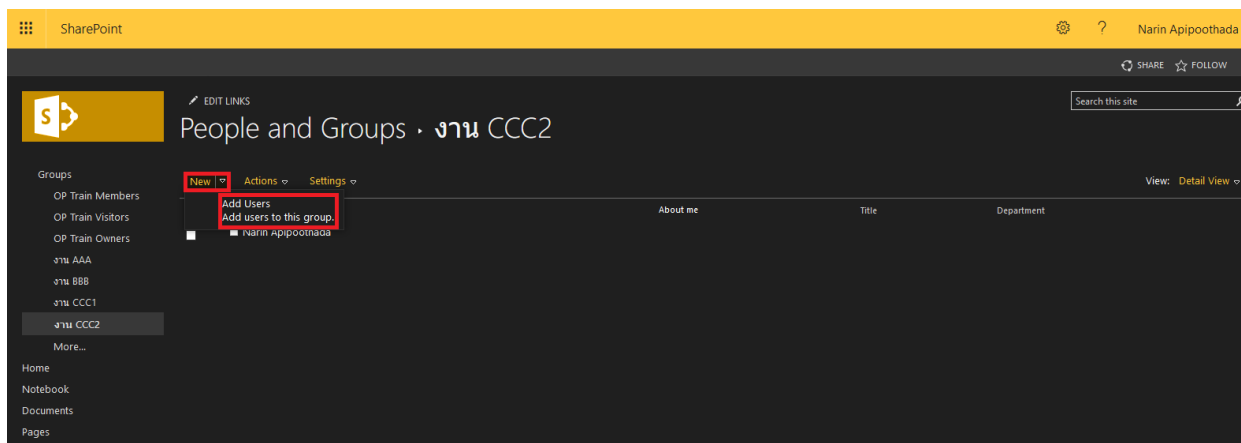 SharePoint
?
Narin Apipoothada
SHARE
FOLLOW
S
EDIT LINKS
Search this site
People and Groups › งาน CCC2
Groups
OP Train Members
OP Train Visitors
OP Train Owners
งาน AAA
งาน BBB
งาน CCC1
งาน CCC2
More...
Home
Notebook
Documents
Pages
New
Actions
Settings
View: Detail View
Add Users
Add users to this group.
About me
Title
Department
Narin Apipoothada